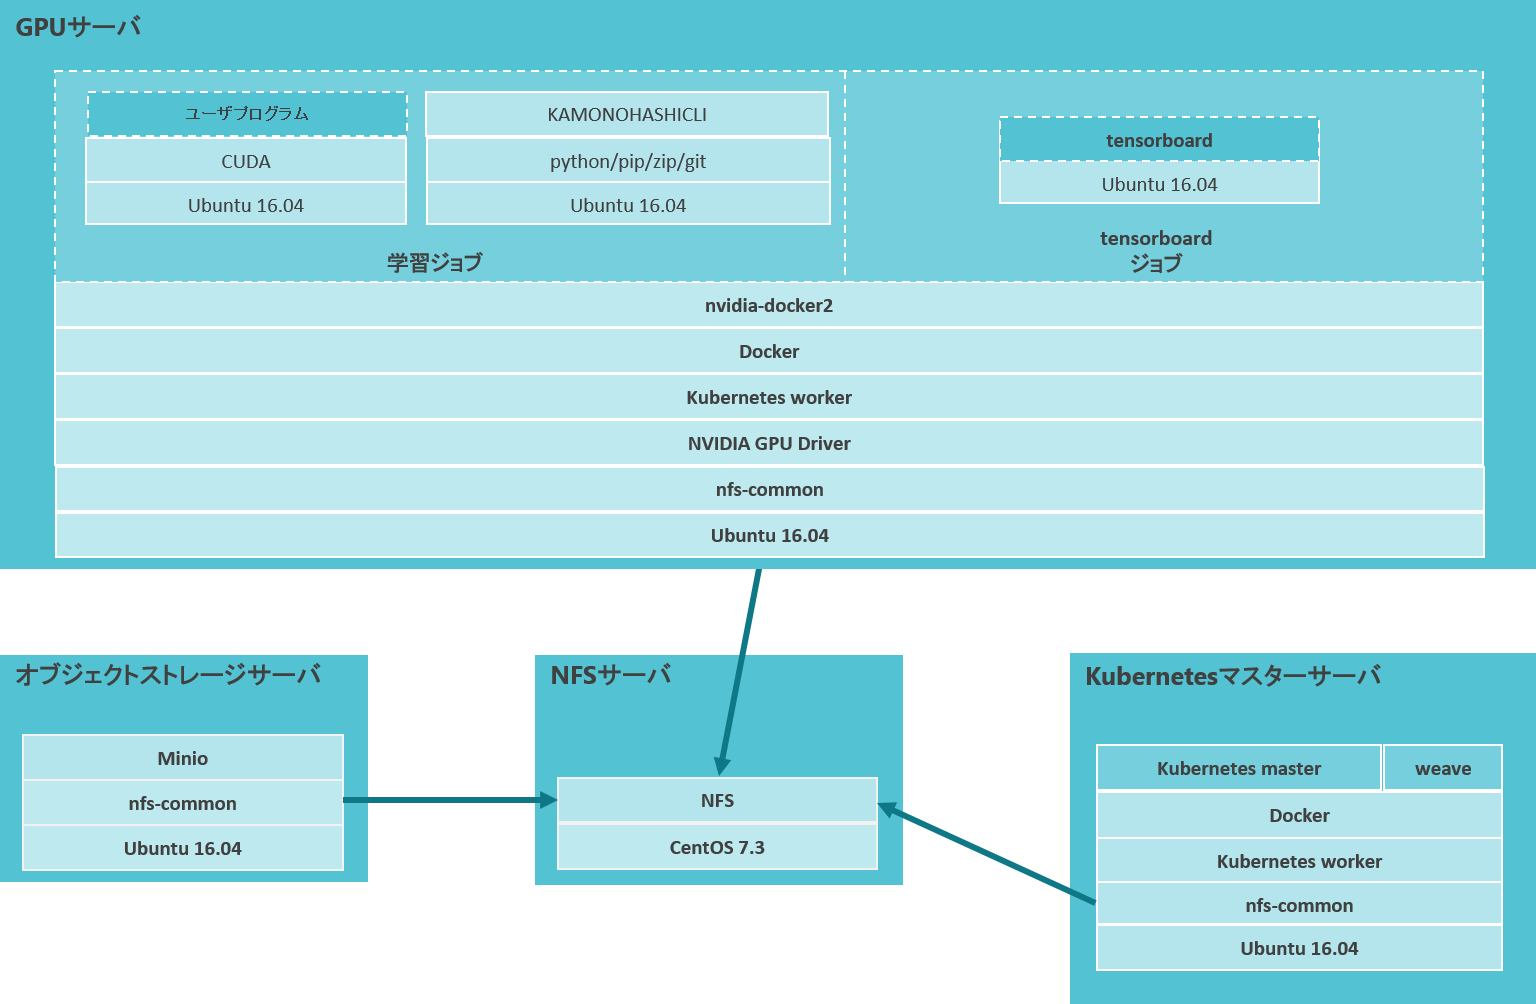 GPUサーバ
ユーザプログラム
CUDA
Ubuntu 16.04
KAMONOHASHICLI
python/pip/zip/git
Ubuntu 16.04
学習ジョブ
tensorboard
Ubuntu 16.04
tensorboard
ジョブ
nvidia-docker2
Docker
Kubernetes worker
NVIDIA GPU Driver
nfs-common
Ubuntu 16.04
オブジェクトストレージサーバ
Minio
nfs-common
Ubuntu 16.04
NFSサーバ
NFS
CentOS 7.3
Kubernetesマスターサーバ
Kubernetes master
weave
Docker
Kubernetes worker
nfs-common
Ubuntu 16.04